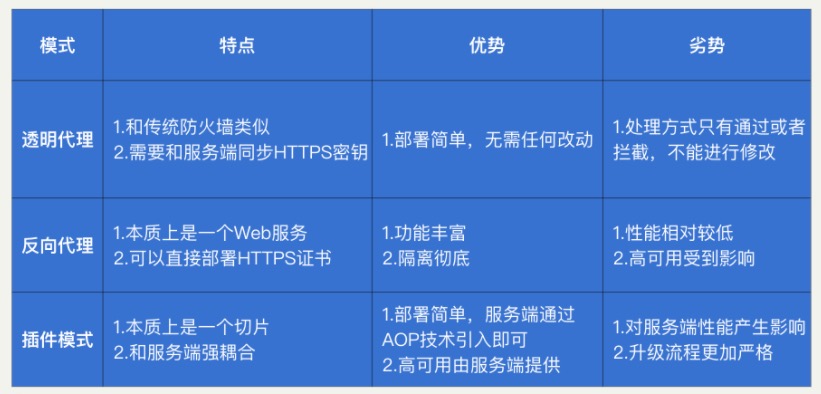 模式 特点 优势 劣势
透明代理 1.和传统防火墙类似 1.部署简单，无需任何改动 1.处理方式只有通过或者
2.需要和服务端同步HTTPS密钥 拦截，不能进行修改
反向代理 1.本质上是一个Web服务 1.功能丰富 1.性能相对较低
2.可以直接部署HTTPS证书 2.隔离彻底 2.高可用受到影响
插件模式 1.本质上是一个切片 1.部署简单，服务端通过 1.对服务端性能产生影响
2.和服务端强耦合 AOP技术引入即可 2.升级流程更加严格
2.高可用由服务端提供